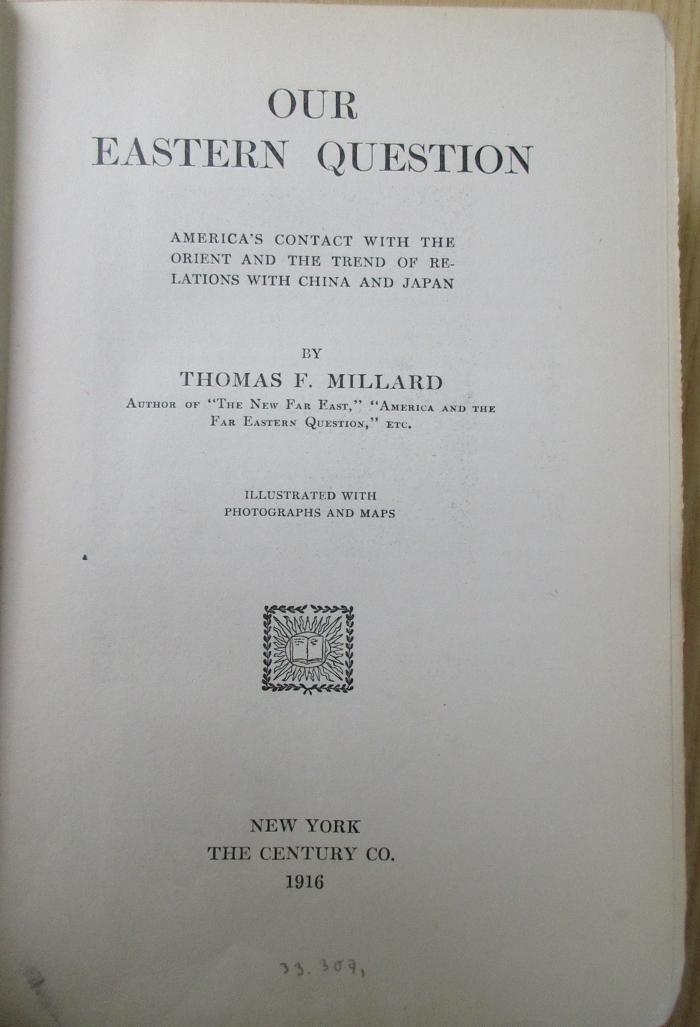 OUR
EASTERN QUESTION
AMERICA'S CONTACT WITH THE
ORIENT AND THE TREND OF RE-
LATIONS WITH CHINA AND JAPAN
BY
THOMAS F. MILLARD
AUTHOR OF "THE NEW FAR EAST," "AMERICA AND THE
FAR EASTERN QUESTION," ETC.
ILLUSTRATED WITH
PHOTOGRAPHS AND MAPS
NEW YORK
THE CENTURY CO.
1916
33.307,